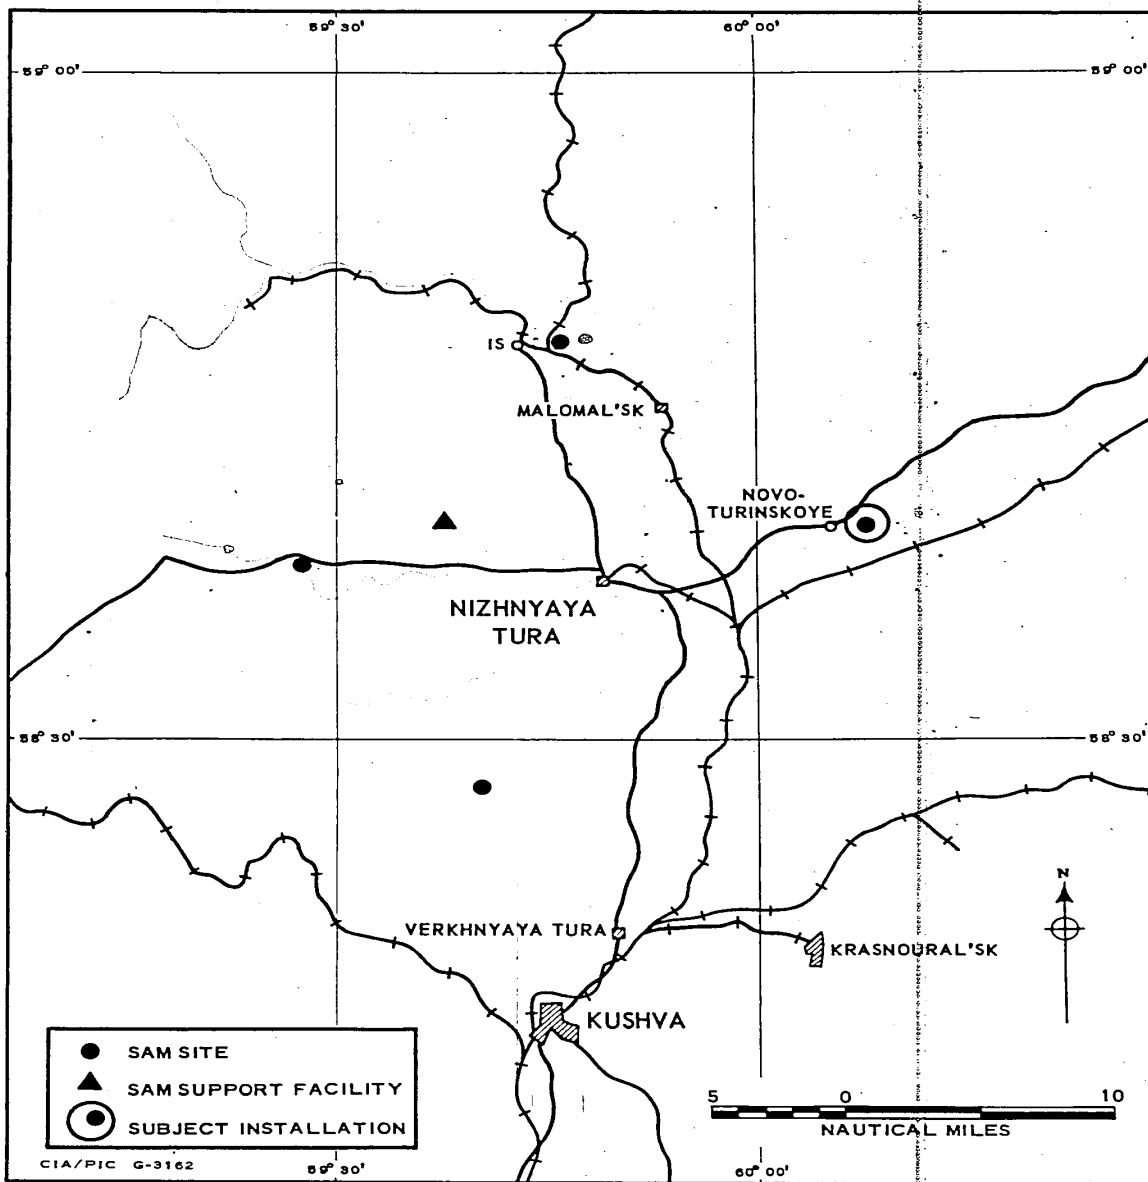 59° 30'
60° 00'
59° 00'
59° 00'
IS
MALOMAL'SK
NOVO-
TURINSKOYE
NIZHNYAYA
TURA
58° 30'
58° 30'
VERKHNYAYA TURA
KRASNOURAL'SK
N
KUSHVA
SAM SITE
SAM SUPPORT FACILITY
SUBJECT INSTALLATION
5 0 10
NAUTICAL MILES
CIA/PIC G-3162
59° 30'
60° 00'